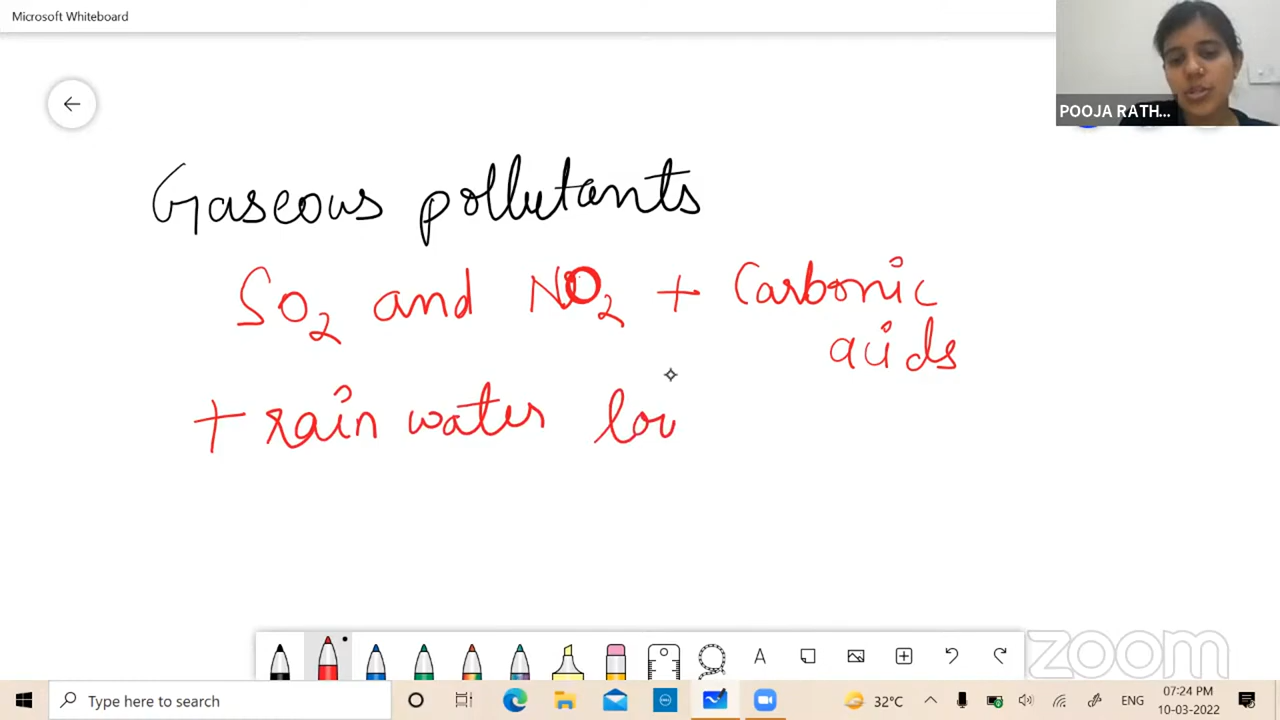 Microsoft Whiteboard
POOJA RATH...
Gaseous pollutants
SO2 and NO2 + Carbonic
acids
+ rain water low
A
zoom
Type here to search
32°C
ENG
07:24 PM
10-03-2022